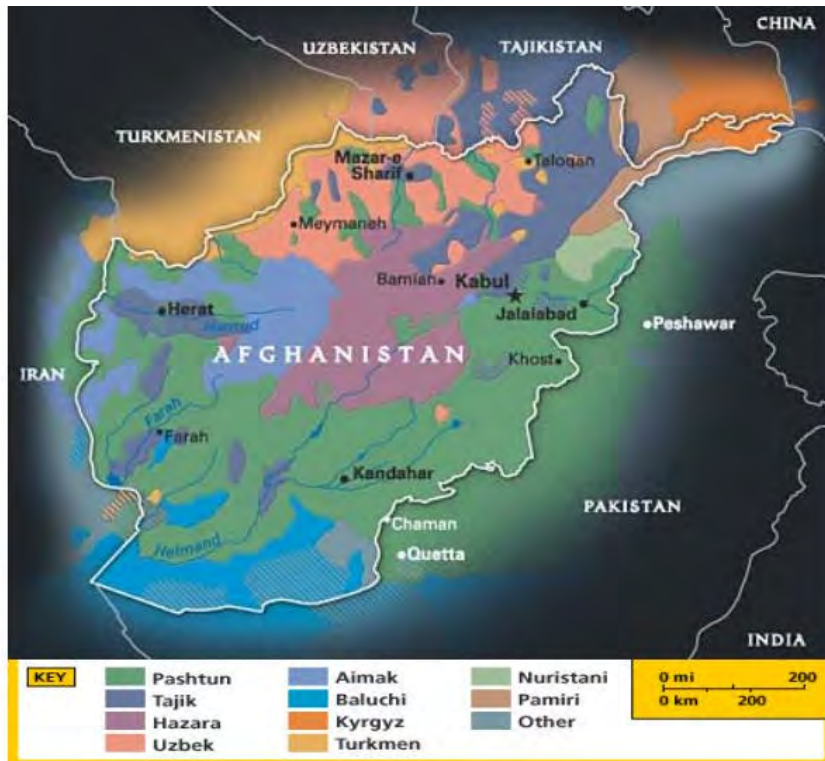 UZBEKISTAN
TAJIKISTAN
CHINA
TURKMENISTAN
Mazar-e
Sharif
Taloqan
Meymaneh
Bamian
Kabul
Herat
Harirud
Jalalabad
Peshawar
AFGHANISTAN
Khost
IRAN
Farah
Farah
Kandahar
PAKISTAN
Chaman
Helmand
Quetta
INDIA
KEY
Pashtun
Tajik
Hazara
Uzbek
Aimak
Baluchi
Kyrgyz
Turkmen
Nuristani
Pamiri
Other
0 mi 200
0 km 200